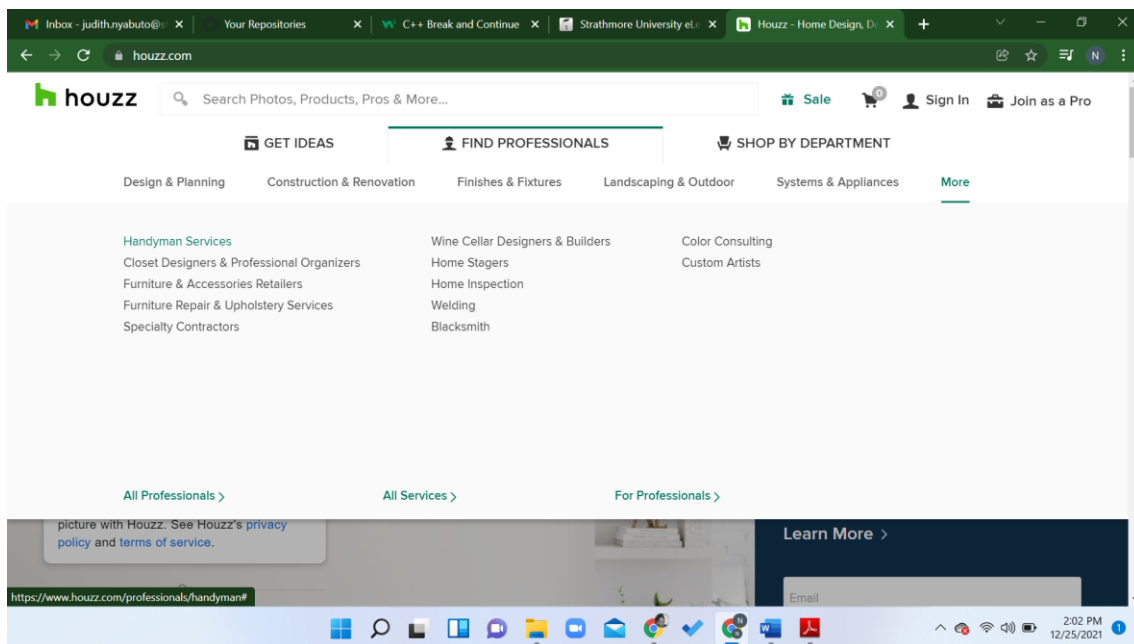 Inbox - judith.nyabuto@s
Your Repositories
C++ Break and Continue
Strathmore University eLe
Houzz - Home Design, De
houzz.com
N
houzz
Search Photos, Products, Pros & More...
Sale
0
Sign In
Join as a Pro
GET IDEAS
FIND PROFESSIONALS
SHOP BY DEPARTMENT
Design & Planning
Construction & Renovation
Finishes & Fixtures
Landscaping & Outdoor
Systems & Appliances
More
Handyman Services
Closet Designers & Professional Organizers
Furniture & Accessories Retailers
Furniture Repair & Upholstery Services
Specialty Contractors
Wine Cellar Designers & Builders
Home Stagers
Home Inspection
Welding
Blacksmith
Color Consulting
Custom Artists
All Professionals >
All Services >
For Professionals >
picture with Houzz. See Houzz's privacy
policy and terms of service.
Learn More >
Email
https://www.houzz.com/professionals/handyman#
2:02 PM
12/25/2021
1